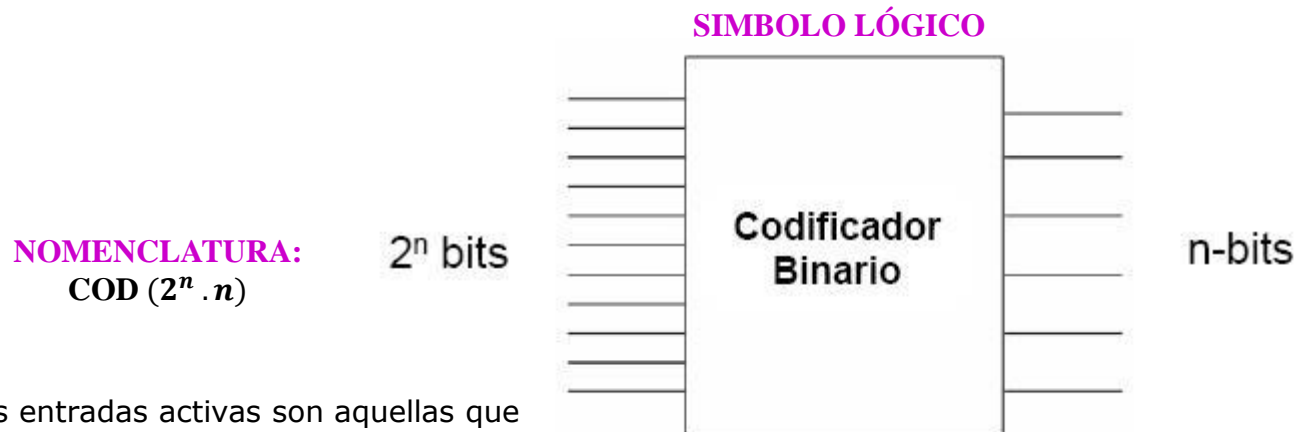 SIMBOLO LÓGICO
NOMENCLATURA:
COD (2ⁿ . n)
2ⁿ bits
Codificador
Binario
n-bits
entradas activas son aquellas que